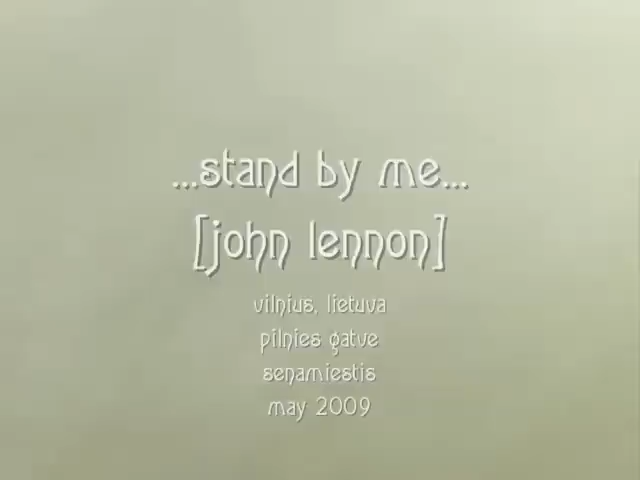 ...stand by me...
[john lennon]
vilnius, lietuva
pilnies gatve
senamiestis
may 2009